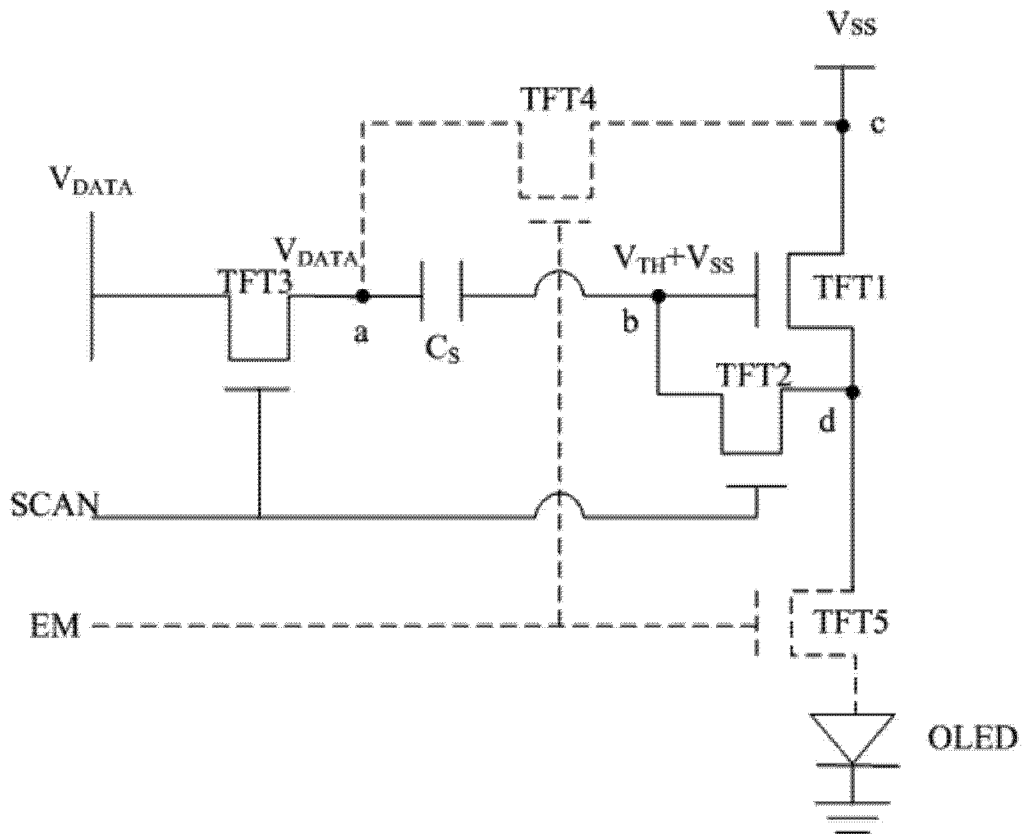 VSS
TFT4
c
VDATA
VDATA
VTH+VSS
TFT3
TFT1
a
b
CS
TFT2
d
SCAN
EM
TFT5
OLED